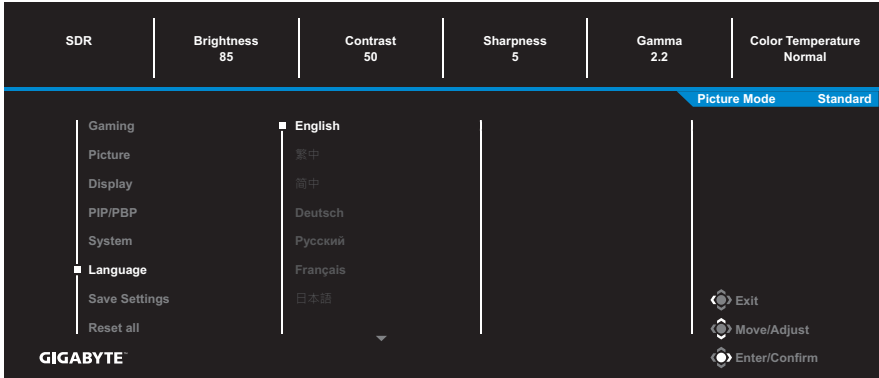 SDR
Brightness
85
Contrast
50
Sharpness
5
Gamma
2.2
Color Temperature
Normal
Picture Mode Standard
Gaming
Picture
Display
PIP/PBP
System
Language
Save Settings
Reset all
English
繁中
简中
Deutsch
Русский
Français
日本語
Exit
Move/Adjust
Enter/Confirm
GIGABYTE™